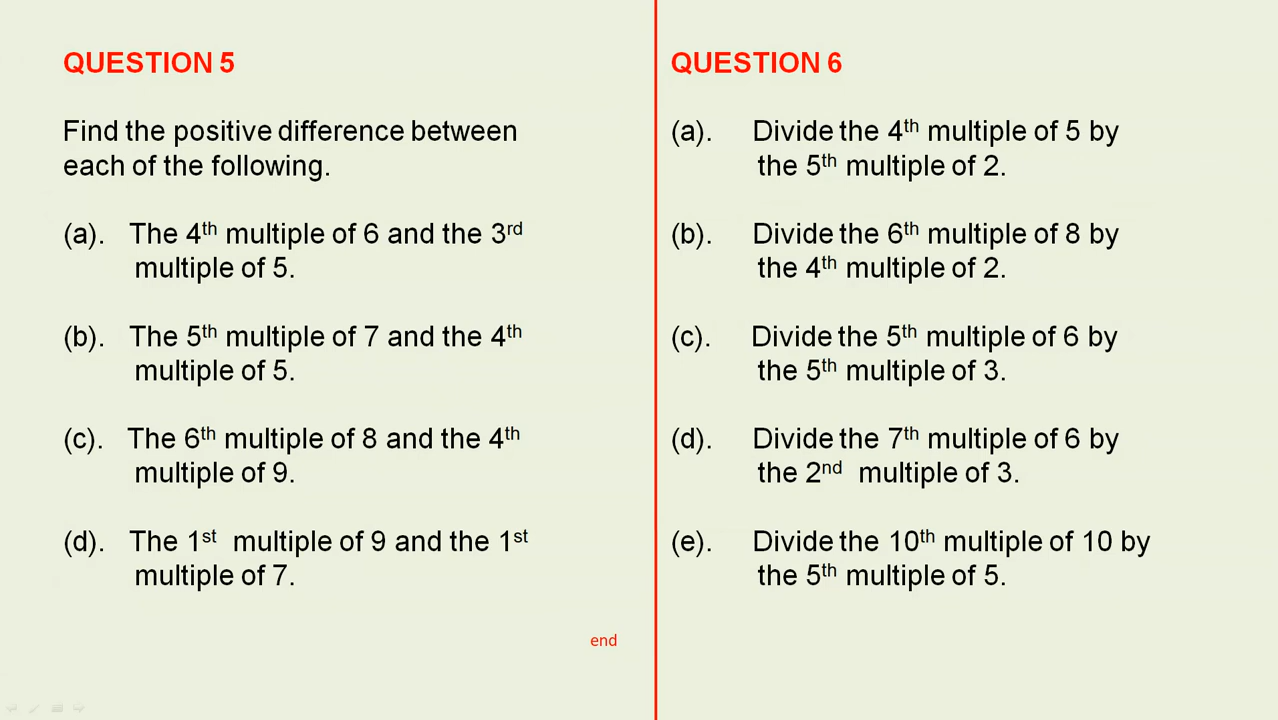 QUESTION 5
Find the positive difference between
each of the following.
(a). The 4th multiple of 6 and the 3rd
multiple of 5.
(b). The 5th multiple of 7 and the 4th
multiple of 5.
(c). The 6th multiple of 8 and the 4th
multiple of 9.
(d). The 1st multiple of 9 and the 1st
multiple of 7.
end
QUESTION 6
(a). Divide the 4th multiple of 5 by
the 5th multiple of 2.
(b). Divide the 6th multiple of 8 by
the 4th multiple of 2.
(c). Divide the 5th multiple of 6 by
the 5th multiple of 3.
(d). Divide the 7th multiple of 6 by
the 2nd multiple of 3.
(e). Divide the 10th multiple of 10 by
the 5th multiple of 5.